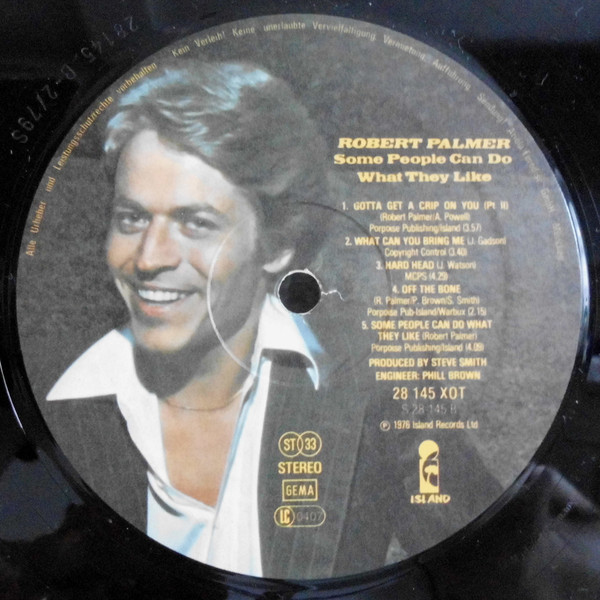 Alle Urheber und Leistungsschutzrechte vorbehalten Kein Verleih! Keine unerlaubte Vervielfältigung, Vermietung, Aufführung, Sendung!
28145 B-2/79S
ROBERT PALMER
Some People Can Do
What They Like
1. GOTTA GET A GRIP ON YOU (Pt. II)
(Robert Palmer/A. Powell)
Porpoise Publishing/Island (3.57)
2. WHAT CAN YOU BRING ME (J. Gadson)
Copyright Control (3.40)
3. HARD HEAD (J. Watson)
MCPS (4.29)
4. OFF THE BONE
(R. Palmer/P. Brown/S. Smith)
Porpoise Pub-Island/Warbux (2.15)
5. SOME PEOPLE CAN DO WHAT
THEY LIKE (Robert Palmer)
Porpoise Publishing/Island (4.09)
PRODUCED BY STEVE SMITH
ENGINEER: PHILL BROWN
28 145 XOT
S 28 145 B
℗ 1976 Island Records Ltd
ST 33
STEREO
GEMA
LC 0407
ISLAND